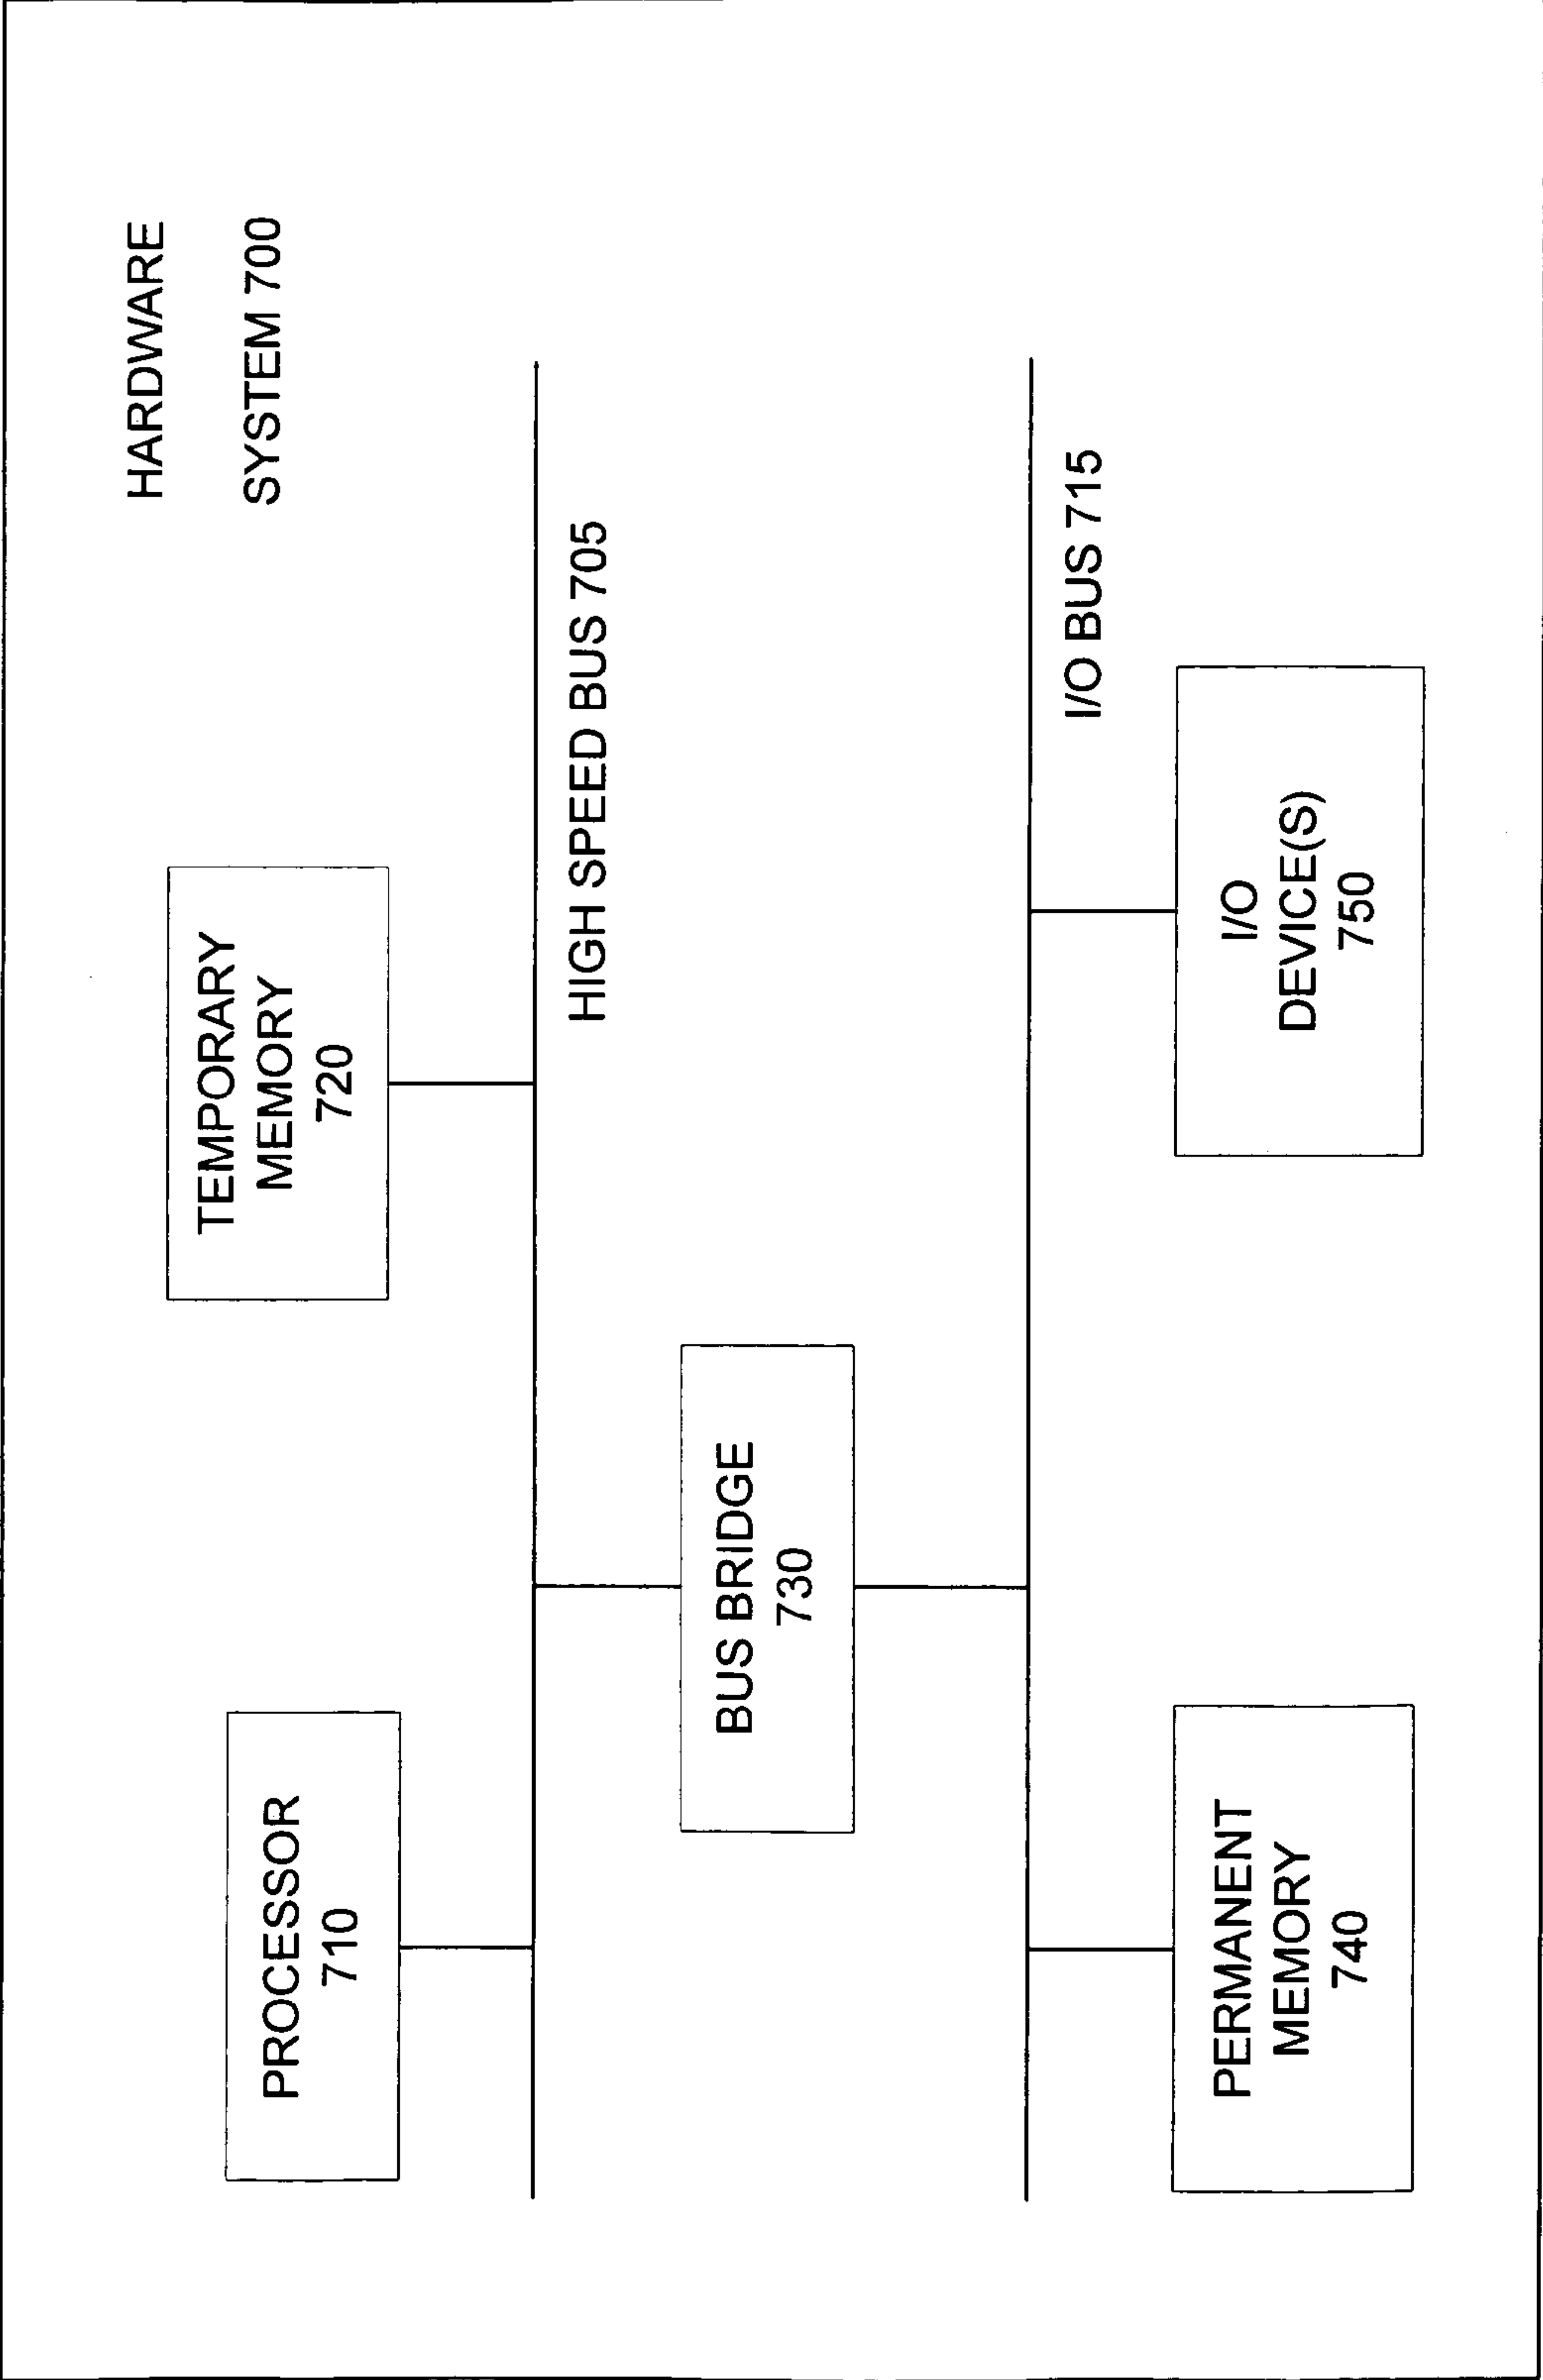 HARDWARE
SYSTEM 700
PROCESSOR
710
TEMPORARY
MEMORY
720
HIGH SPEED BUS 705
BUS BRIDGE
730
I/O BUS 715
PERMANENT
MEMORY
740
I/O
DEVICE(S)
750